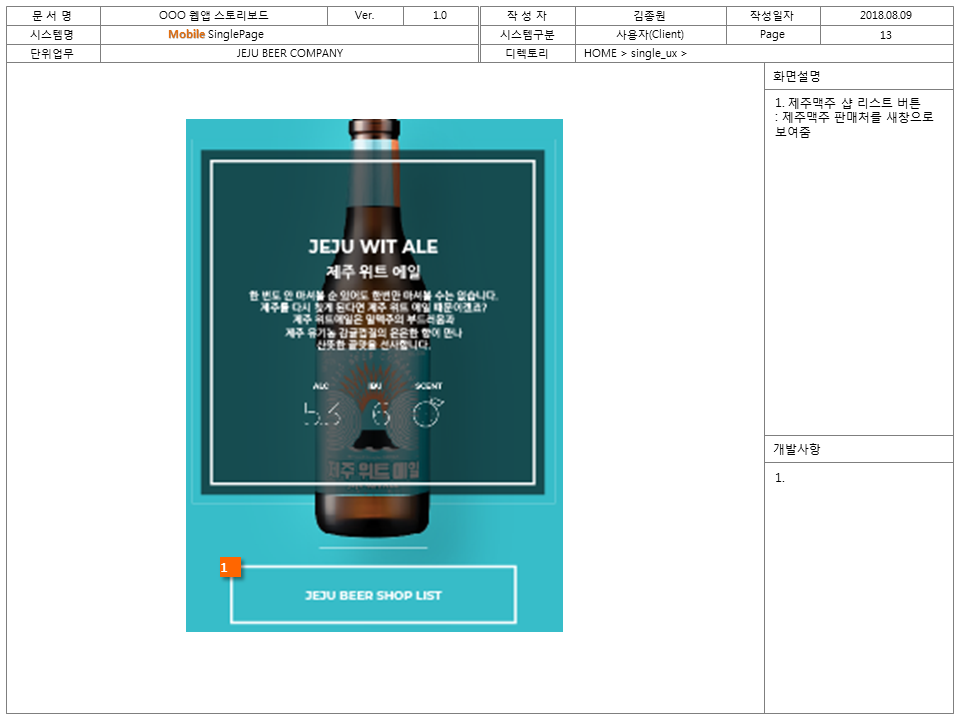 문 서 명 OOO 웹앱 스토리보드 Ver. 1.0 작 성 자 김종원 작성일자 2018.08.09
시스템명 Mobile SinglePage 시스템구분 사용자(Client) Page 13
단위업무 JEJU BEER COMPANY 디렉토리 HOME > single_ux >
화면설명
1. 제주맥주 샵 리스트 버튼
: 제주맥주 판매처를 새창으로
보여줌
JEJU WIT ALE
제주 위트 에일
한 번도 안 마셔볼 순 있어도 한번만 마셔볼 수는 없습니다.
제주를 다시 찾게 된다면 제주 위트 에일 때문이겠죠?
제주 위트에일은 밀맥주의 부드러움과
제주 유기농 감귤껍질의 은은한 향이 만나
산뜻한 끝맛을 선사합니다.
ALC IBU SCENT
5.3 6
제주 위트 에일
개발사항
1.
1
JEJU BEER SHOP LIST